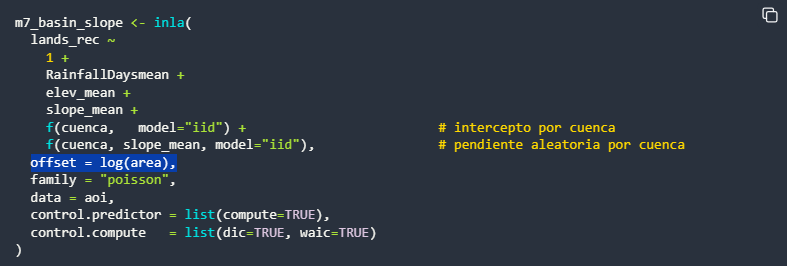 m7_basin_slope <- inla(
  lands_rec ~
    1 +
    RainfallDaysmean +
    elev_mean +
    slope_mean +
    f(cuenca,   model="iid") +                        # intercepto por cuenca
    f(cuenca, slope_mean, model="iid"),               # pendiente aleatoria por cuenca
  offset = log(area),
  family = "poisson",
  data = aoi,
  control.predictor = list(compute=TRUE),
  control.compute   = list(dic=TRUE, waic=TRUE)
)